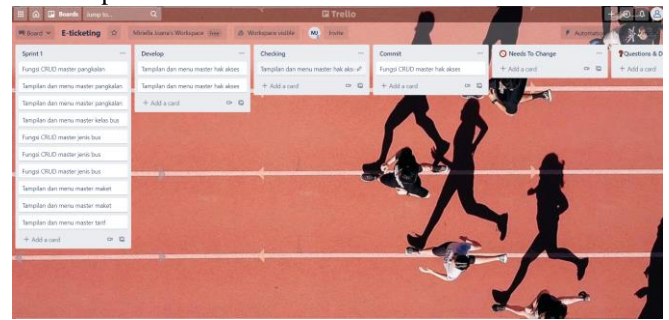 Boards
Jump to...
Trello
Board
E-ticketing
Mirielle Juana's Workspace
Free
Workspace visible
MJ
Invite
Automation
Sprint 1
Fungsi CRUD master pangkalan
Tampilan dan menu master pangkalan
Tampilan dan menu master pangkalan
Tampilan dan menu master kelas bus
Fungsi CRUD master jenis bus
Fungsi CRUD master jenis bus
Fungsi CRUD master jenis bus
Tampilan dan menu master maket
Tampilan dan menu master maket
Tampilan dan menu master tarif
+ Add a card
Develop
Tampilan dan menu master hak akses
Tampilan dan menu master hak akses
+ Add a card
Checking
Tampilan dan menu master hak akses
+ Add a card
Commit
Fungsi CRUD master hak akses
+ Add a card
Needs To Change
+ Add a card
Questions & D
+ Add a card